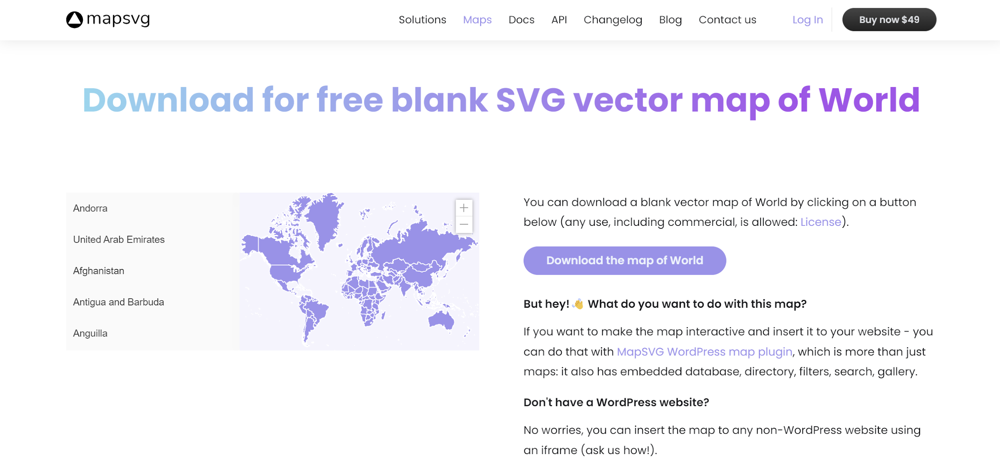 mapsvg
Solutions Maps Docs API Changelog Blog Contact us Log In Buy now $49
Download for free blank SVG vector map of World
Andorra
United Arab Emirates
Afghanistan
Antigua and Barbuda
Anguilla
You can download a blank vector map of World by clicking on a button
below (any use, including commercial, is allowed: License).
Download the map of World
But hey! 👋 What do you want to do with this map?
If you want to make the map interactive and insert it to your website - you
can do that with MapSVG WordPress map plugin, which is more than just
maps: it also has embedded database, directory, filters, search, gallery.
Don't have a WordPress website?
No worries, you can insert the map to any non-WordPress website using
an iframe (ask us how!).